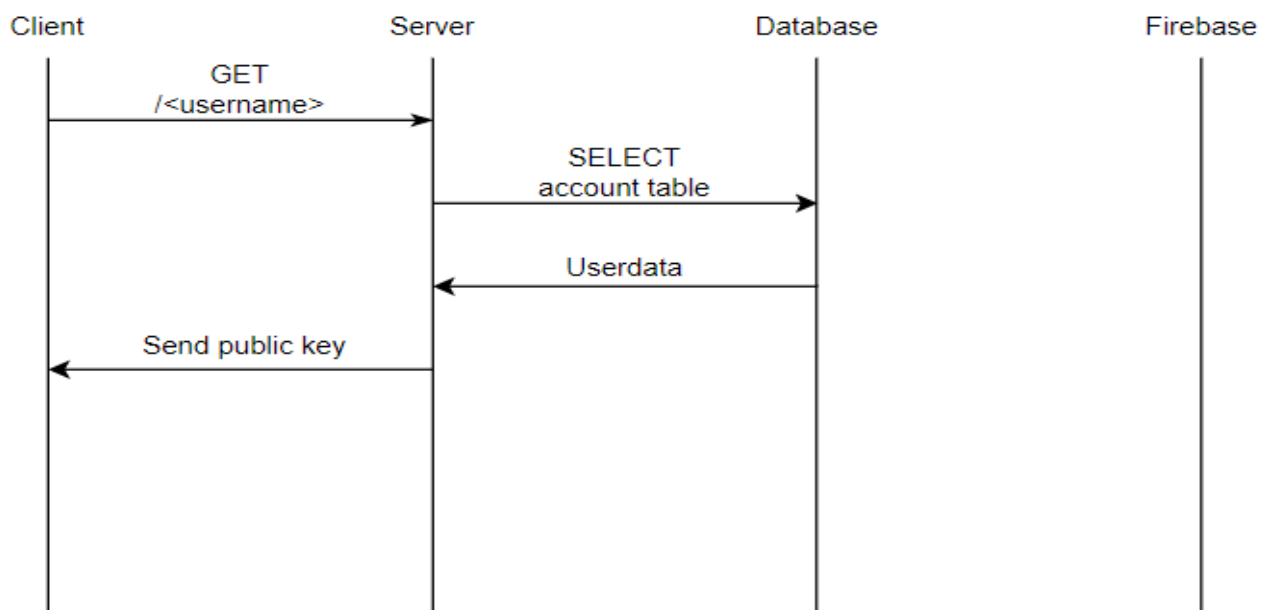 Client
Server
Database
Firebase
GET
/<username>
SELECT
account table
Userdata
Send public key